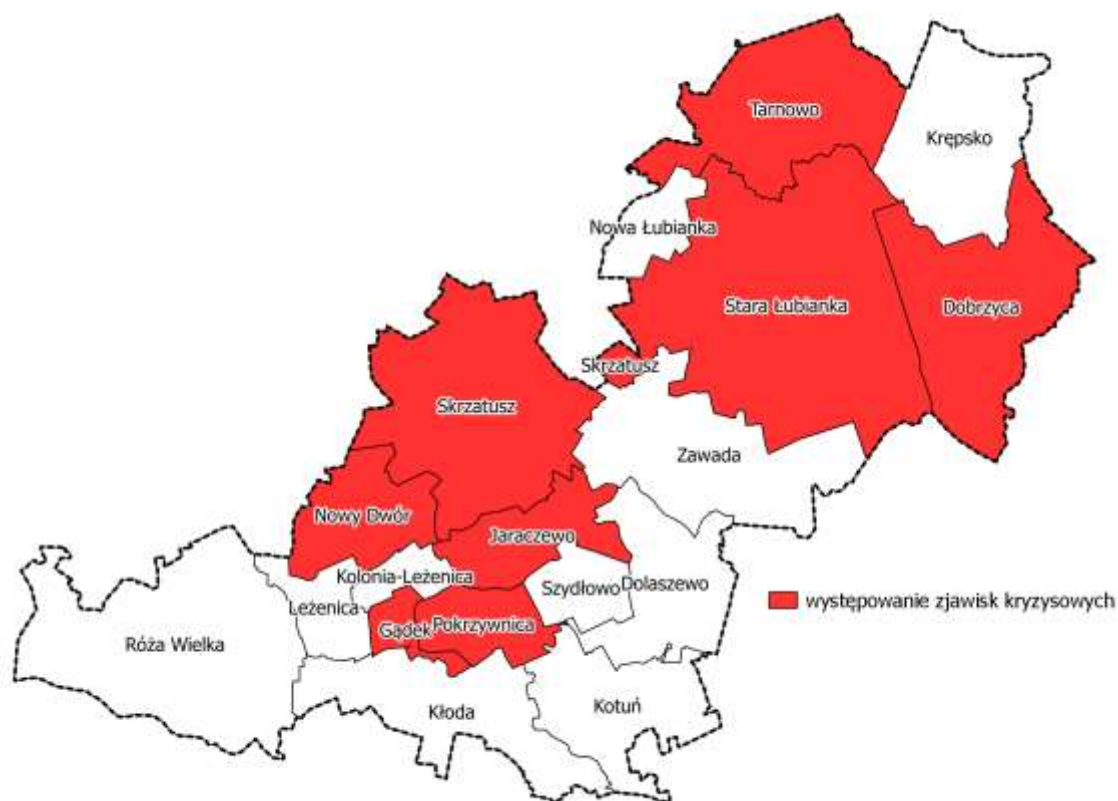 Tarnowo
Krępsko
Nowa Łubianka
Stara Łubianka
Dobrzyca
Skrzatusz
Skrzatusz
Zawada
Nowy Dwór
Jaraczewo
Kolonia-Leżenica
Szydłowo
Dolaszewo
Leżenica
występowanie zjawisk kryzysowych
Gądek
Pokrzywnica
Róża Wielka
Kłoda
Kotuń